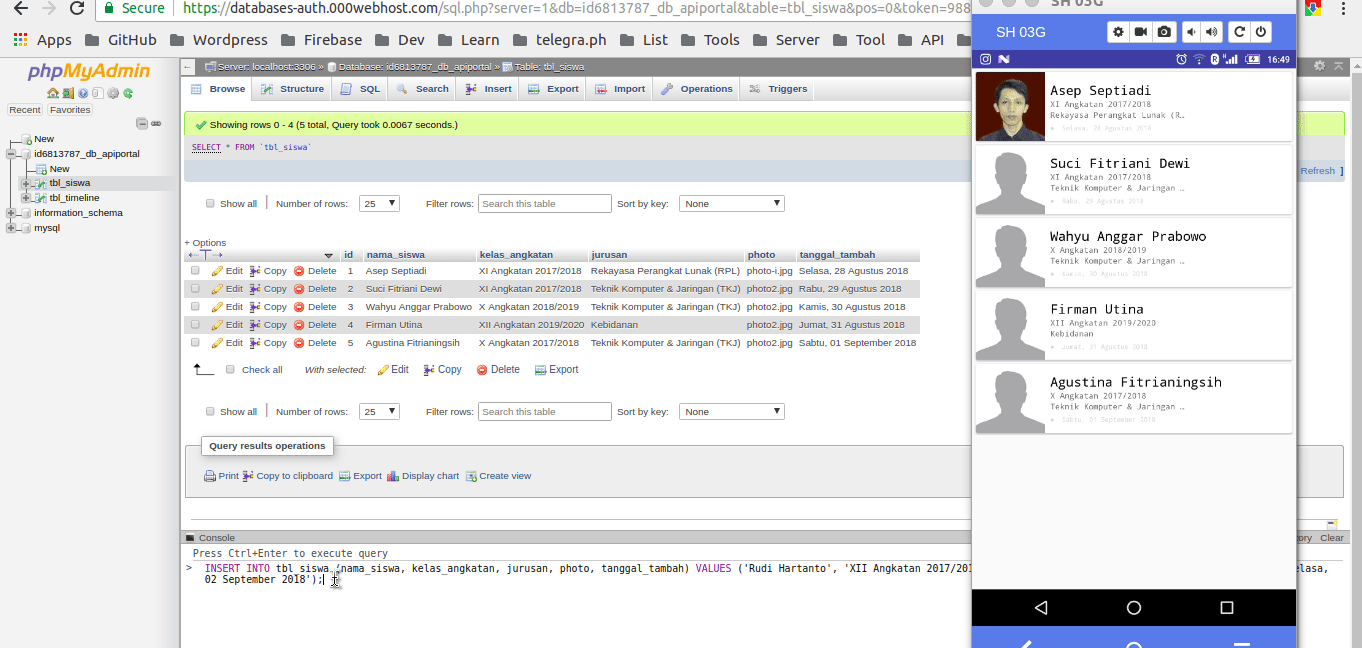 Secure https://databases-auth.000webhost.com/sql.php?server=1&db=id6813787_db_apiportal&table=tbl_siswa&pos=0&token=988
Apps GitHub Wordpress Firebase Dev Learn telegra.ph List Tools Server Tool API
phpMyAdmin
Recent Favorites
New
id6813787_db_apiportal
New
tbl_siswa
tbl_timeline
information_schema
mysql
Server: localhost:3306 » Database: id6813787_db_apiportal » Table: tbl_siswa
Browse Structure SQL Search Insert Export Import Operations Triggers
Showing rows 0 - 4 (5 total, Query took 0.0067 seconds.)
SELECT * FROM `tbl_siswa`
Refresh ]
Show all Number of rows: 25 Filter rows: Search this table Sort by key: None
+ Options
id nama_siswa kelas_angkatan jurusan photo tanggal_tambah
Edit Copy Delete 1 Asep Septiadi XI Angkatan 2017/2018 Rekayasa Perangkat Lunak (RPL) photo-i.jpg Selasa, 28 Agustus 2018
Edit Copy Delete 2 Suci Fitriani Dewi XI Angkatan 2017/2018 Teknik Komputer & Jaringan (TKJ) photo2.jpg Rabu, 29 Agustus 2018
Edit Copy Delete 3 Wahyu Anggar Prabowo X Angkatan 2018/2019 Teknik Komputer & Jaringan (TKJ) photo2.jpg Kamis, 30 Agustus 2018
Edit Copy Delete 4 Firman Utina XII Angkatan 2019/2020 Kebidanan photo2.jpg Jumat, 31 Agustus 2018
Edit Copy Delete 5 Agustina Fitrianingsih X Angkatan 2017/2018 Teknik Komputer & Jaringan (TKJ) photo2.jpg Sabtu, 01 September 2018
Check all With selected: Edit Copy Delete Export
Show all Number of rows: 25 Filter rows: Search this table Sort by key: None
Query results operations
Print Copy to clipboard Export Display chart Create view
Console ory Clear
Press Ctrl+Enter to execute query
> INSERT INTO tbl_siswa (nama_siswa, kelas_angkatan, jurusan, photo, tanggal_tambah) VALUES ('Rudi Hartanto', 'XII Angkatan 2017/201 elasa,
02 September 2018');
SH 03G
SH 03G
16:49
Asep Septiadi
XI Angkatan 2017/2018
Rekayasa Perangkat Lunak (R…
Selasa, 28 Agustus 2018
Suci Fitriani Dewi
XI Angkatan 2017/2018
Teknik Komputer & Jaringan …
Rabu, 29 Agustus 2018
Wahyu Anggar Prabowo
X Angkatan 2018/2019
Teknik Komputer & Jaringan …
Kamis, 30 Agustus 2018
Firman Utina
XII Angkatan 2019/2020
Kebidanan
Jumat, 31 Agustus 2018
Agustina Fitrianingsih
X Angkatan 2017/2018
Teknik Komputer & Jaringan …
Sabtu, 01 September 2018